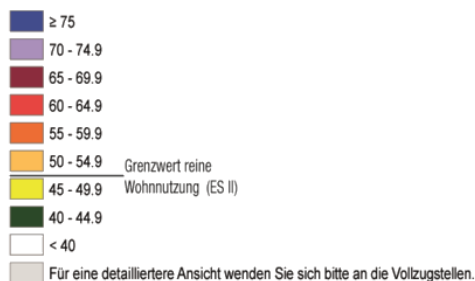 ≥ 75
70 - 74.9
65 - 69.9
60 - 64.9
55 - 59.9
50 - 54.9
Grenzwert reine
45 - 49.9
Wohnnutzung (ES II)
40 - 44.9
< 40
Für eine detailliertere Ansicht wenden Sie sich bitte an die Vollzugstellen.